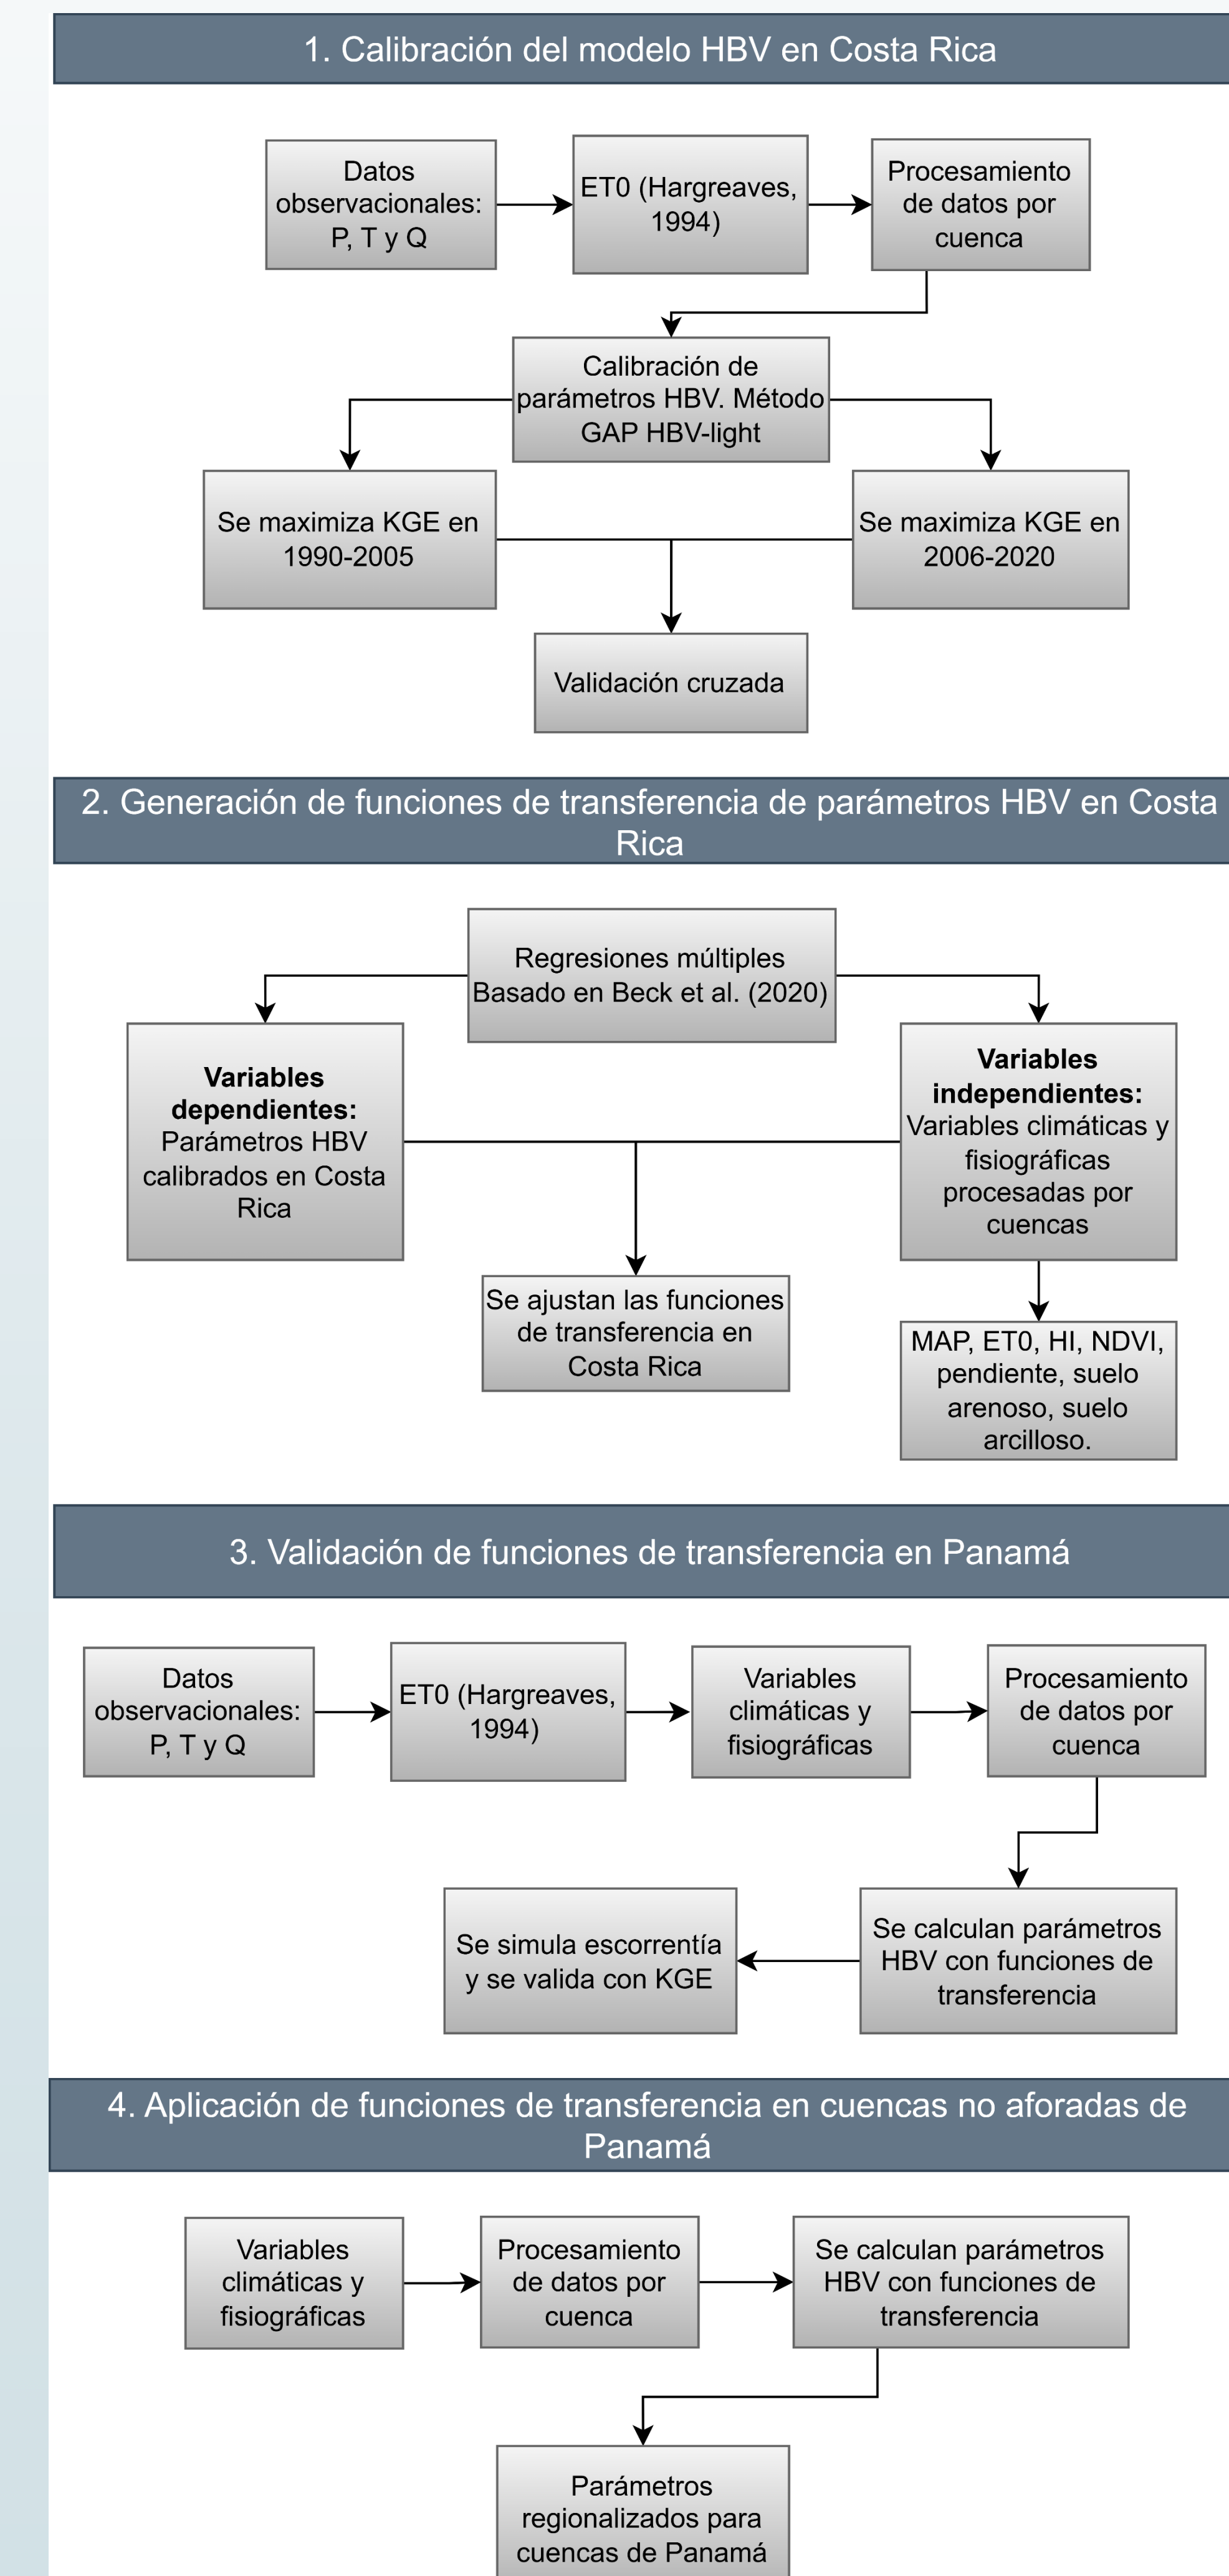 1. Calibración del modelo HBV en Costa Rica
Datos
observacionales:
P, T y Q
ET0 (Hargreaves,
1994)
Procesamiento
de datos por
cuenca
Calibración de
parámetros HBV. Método
GAP HBV-light
Se maximiza KGE en
1990-2005
Se maximiza KGE en
2006-2020
Validación cruzada
2. Generación de funciones de transferencia de parámetros HBV en Costa
Rica
Regresiones múltiples
Basado en Beck et al. (2020)
Variables
dependientes:
Parámetros HBV
calibrados en Costa
Rica
Variables
independientes:
Variables climáticas y
fisiográficas
procesadas por
cuencas
Se ajustan las funciones
de transferencia en
Costa Rica
MAP, ET0, HI, NDVI,
pendiente, suelo
arenoso, suelo
arcilloso.
3. Validación de funciones de transferencia en Panamá
Datos
observacionales:
P, T y Q
ET0 (Hargreaves,
1994)
Variables
climáticas y
fisiográficas
Procesamiento
de datos por
cuenca
Se simula escorrentía
y se valida con KGE
Se calculan parámetros
HBV con funciones de
transferencia
4. Aplicación de funciones de transferencia en cuencas no aforadas de
Panamá
Variables
climáticas y
fisiográficas
Procesamiento
de datos por
cuenca
Se calculan parámetros
HBV con funciones de
transferencia
Parámetros
regionalizados para
cuencas de Panamá